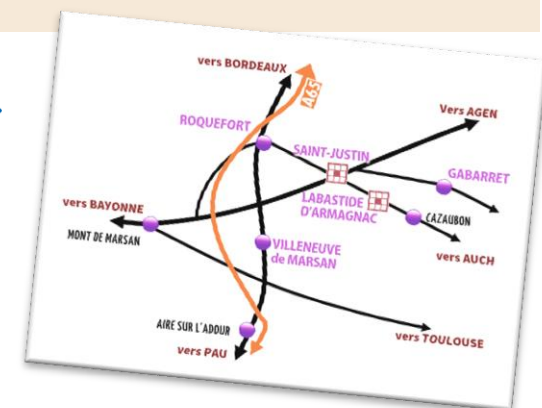 vers BORDEAUX
A65
Vers AGEN
ROQUEFORT
SAINT-JUSTIN
GABARRET
LABASTIDE
D'ARMAGNAC
CAZAUBON
vers BAYONNE
MONT DE MARSAN
VILLENEUVE
de MARSAN
vers AUCH
AIRE SUR L'ADOUR
vers PAU
vers TOULOUSE